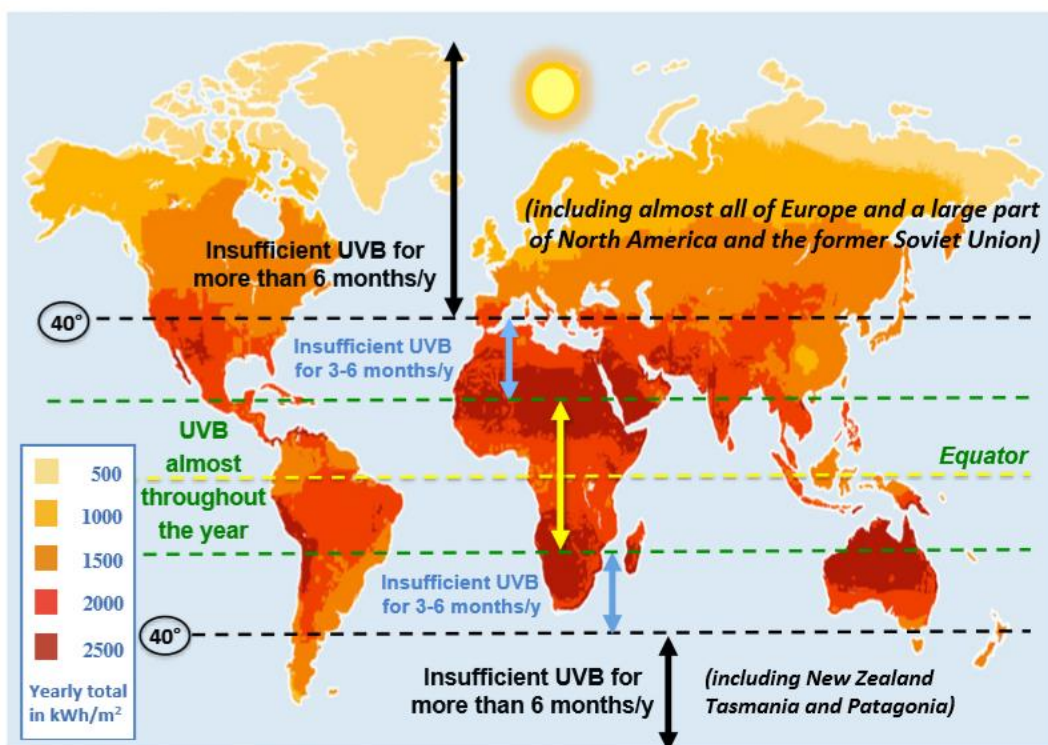 (including almost all of Europe and a large part
of North America and the former Soviet Union)
Insufficient UVB for
more than 6 months/y
40°
Insufficient UVB
for 3-6 months/y
UVB
almost
throughout
the year
Equator
500
1000
1500
2000
2500
Yearly total
in kWh/m²
Insufficient UVB
for 3-6 months/y
40°
Insufficient UVB for
more than 6 months/y
(including New Zealand
Tasmania and Patagonia)